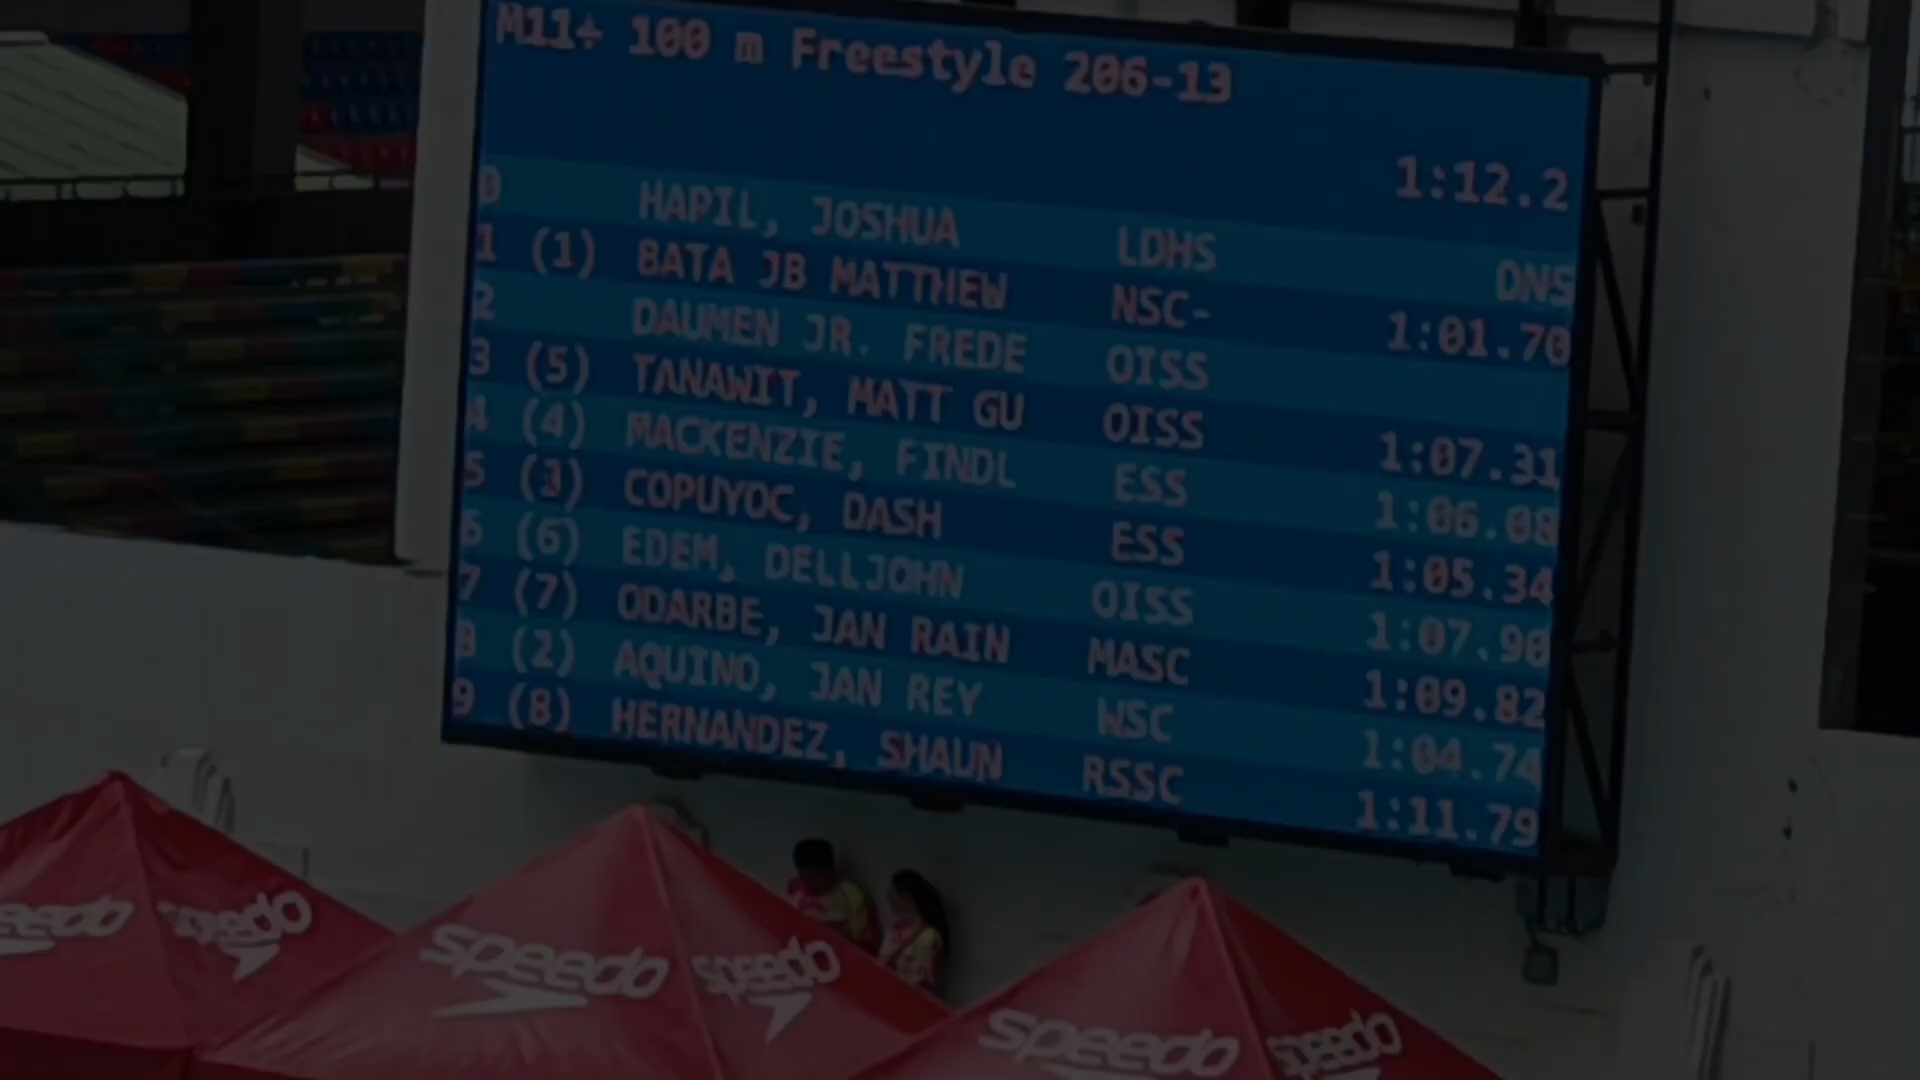 M11+ 100 m Freestyle 206-13
1:12.2
0 HAPIL, JOSHUA LDHS DNS
1 (1) BATA JB MATTHEW NSC- 1:01.70
2 DAUMEN JR. FREDE OISS
3 (5) TANAWIT, MATT GU OISS 1:07.31
4 (4) MACKENZIE, FINDL ESS 1:06.08
5 (3) COPUYOC, DASH ESS 1:05.34
6 (6) EDEM, DELLJOHN OISS 1:07.90
7 (7) ODARBE, JAN RAIN MASC 1:09.82
8 (2) AQUINO, JAN REY WSC 1:04.74
9 (8) HERNANDEZ, SHAUN RSSC 1:11.79
speedo speedo speedo speedo
speedo speedo